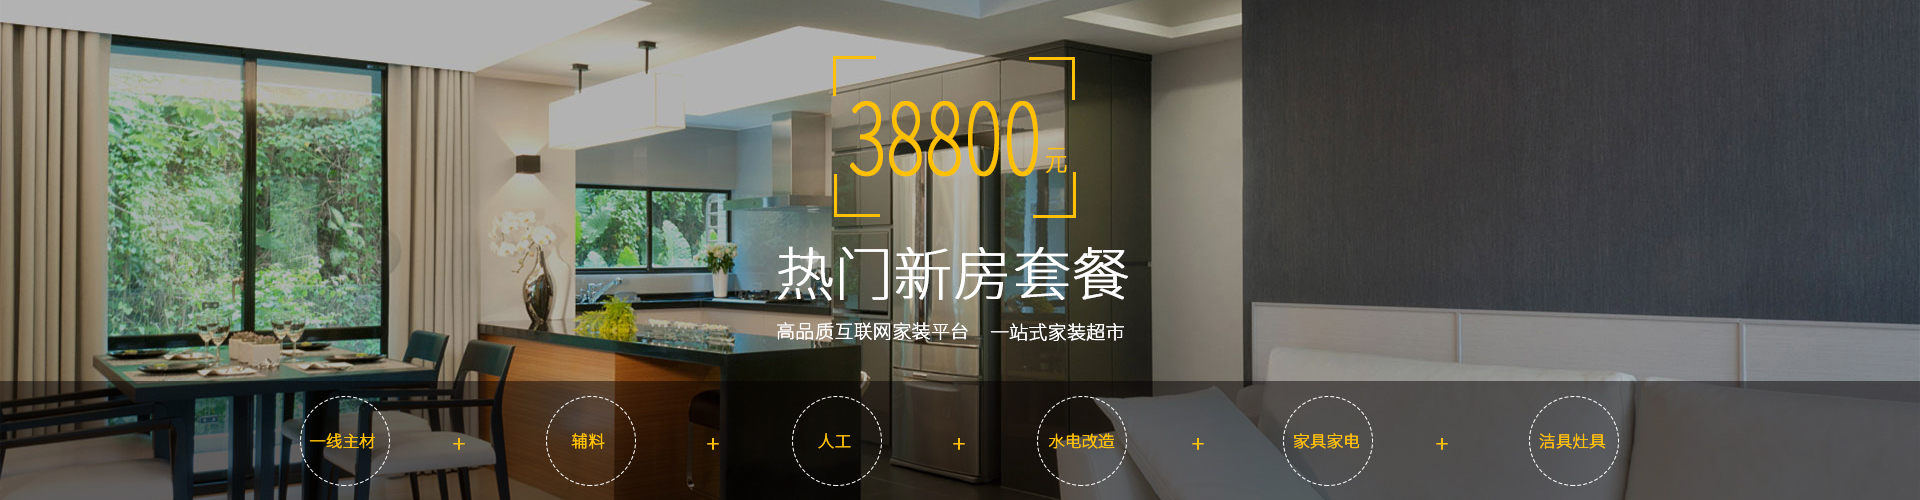 38800元
热门新房套餐
高品质互联网家装平台 一站式家装超市
一线主材 + 辅料 + 人工 + 水电改造 + 家具家电 + 洁具灶具